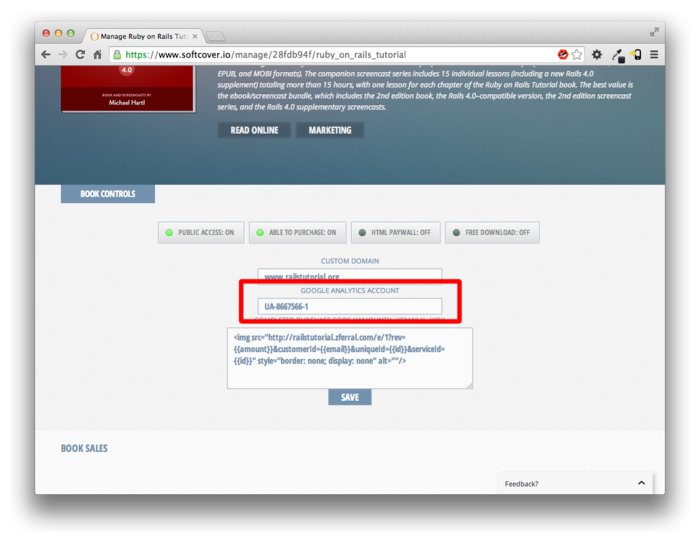 Manage Ruby on Rails Tut
https://www.softcover.io/manage/28fdb94f/ruby_on_rails_tutorial
4.0
BOOK AND SCREENCASTS BY
Michael Hartl
EPUB, and MOBI formats). The companion screencast series includes 15 individual lessons (including a new Rails 4.0
supplement) totaling more than 15 hours, with one lesson for each chapter of the Ruby on Rails Tutorial book. The best value is
the ebook/screencast bundle, which includes the 2nd edition book, the Rails 4.0–compatible version, the 2nd edition screencast
series, and the Rails 4.0 supplementary screencasts.
READ ONLINE MARKETING
BOOK CONTROLS
PUBLIC ACCESS: ON ABLE TO PURCHASE: ON HTML PAYWALL: OFF FREE DOWNLOAD: OFF
CUSTOM DOMAIN
www.railstutorial.org
GOOGLE ANALYTICS ACCOUNT
UA-8667566-1
<img src="http://railstutorial.zferral.com/e/1?rev=
{{amount}}&customerId={{email}}&uniqueId={{id}}&serviceId=
{{id}}" style="border: none; display: none" alt=""/>
SAVE
BOOK SALES
Feedback?